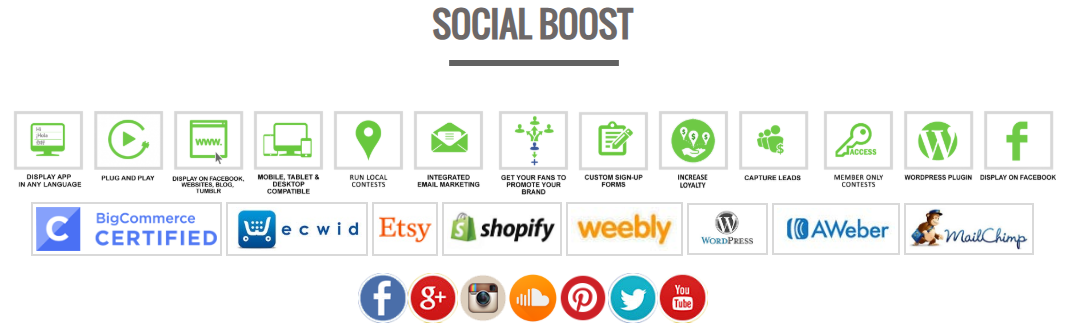 SOCIAL BOOST
Hi
Hola
WWW.
ACCESS
DISPLAY APP
IN ANY LANGUAGE
PLUG AND PLAY
DISPLAY ON FACEBOOK,
WEBSITES, BLOG,
TUMBLR
MOBILE, TABLET &
DESKTOP
COMPATIBLE
RUN LOCAL
CONTESTS
INTEGRATED
EMAIL MARKETING
GET YOUR FANS TO
PROMOTE YOUR
BRAND
CUSTOM SIGN-UP
FORMS
INCREASE
LOYALTY
CAPTURE LEADS
MEMBER ONLY
CONTESTS
WORDPRESS PLUGIN
DISPLAY ON FACEBOOK
BigCommerce
CERTIFIED
ecwid
Etsy
shopify
weebly
WORDPRESS
AWeber
MailChimp
You
Tube